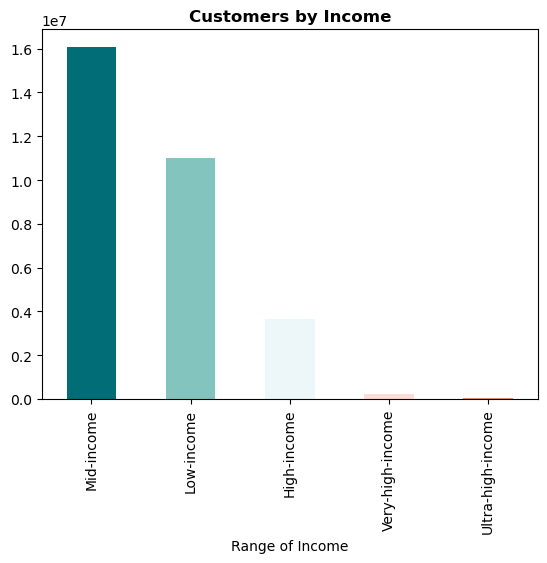 Customers by Income
1e7
1.6
1.4
1.2
1.0
0.8
0.6
0.4
0.2
0.0
Mid-income
Low-income
High-income
Very-high-income
Ultra-high-income
Range of Income